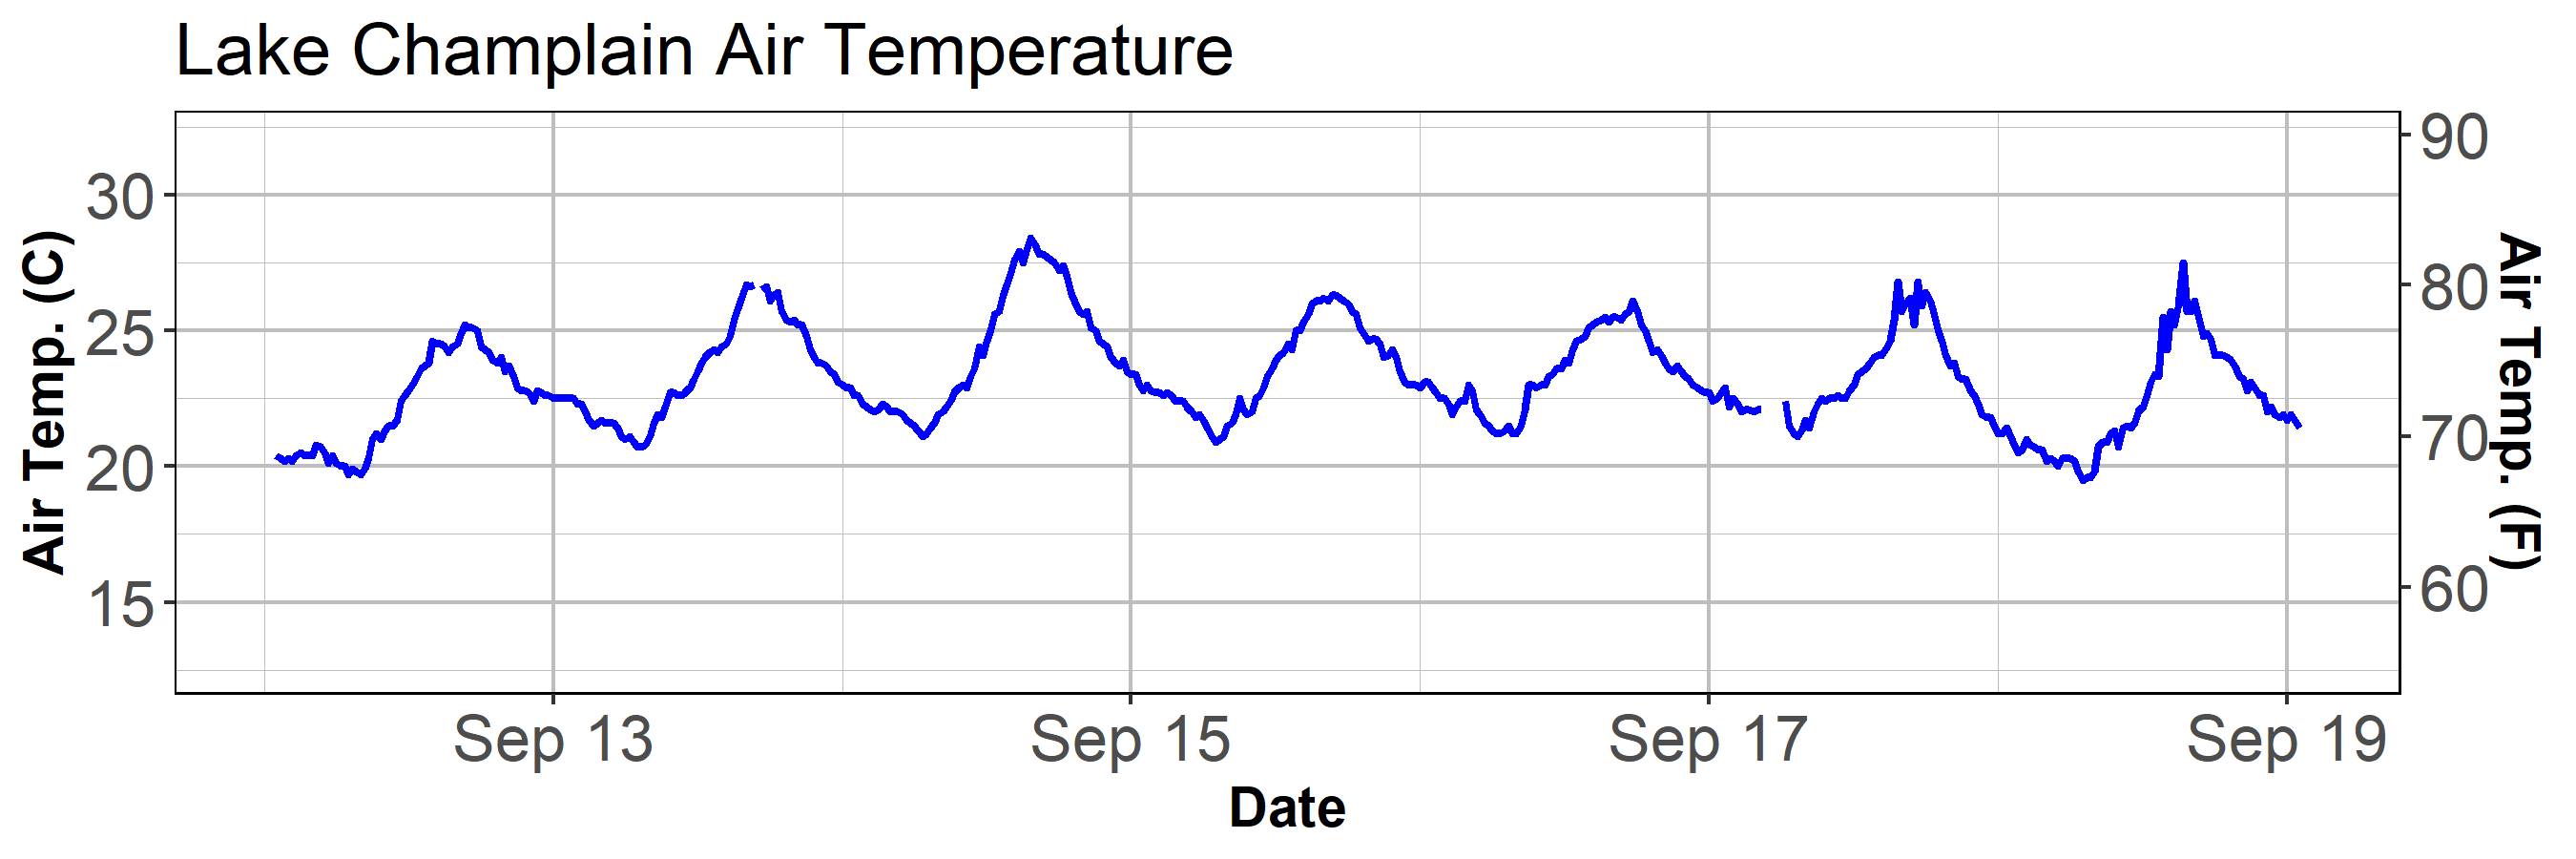 Lake Champlain Air Temperature
Air Temp. (C)
30
25
20
15
90
80
70
60
Air Temp. (F)
Sep 13
Sep 15
Sep 17
Sep 19
Date